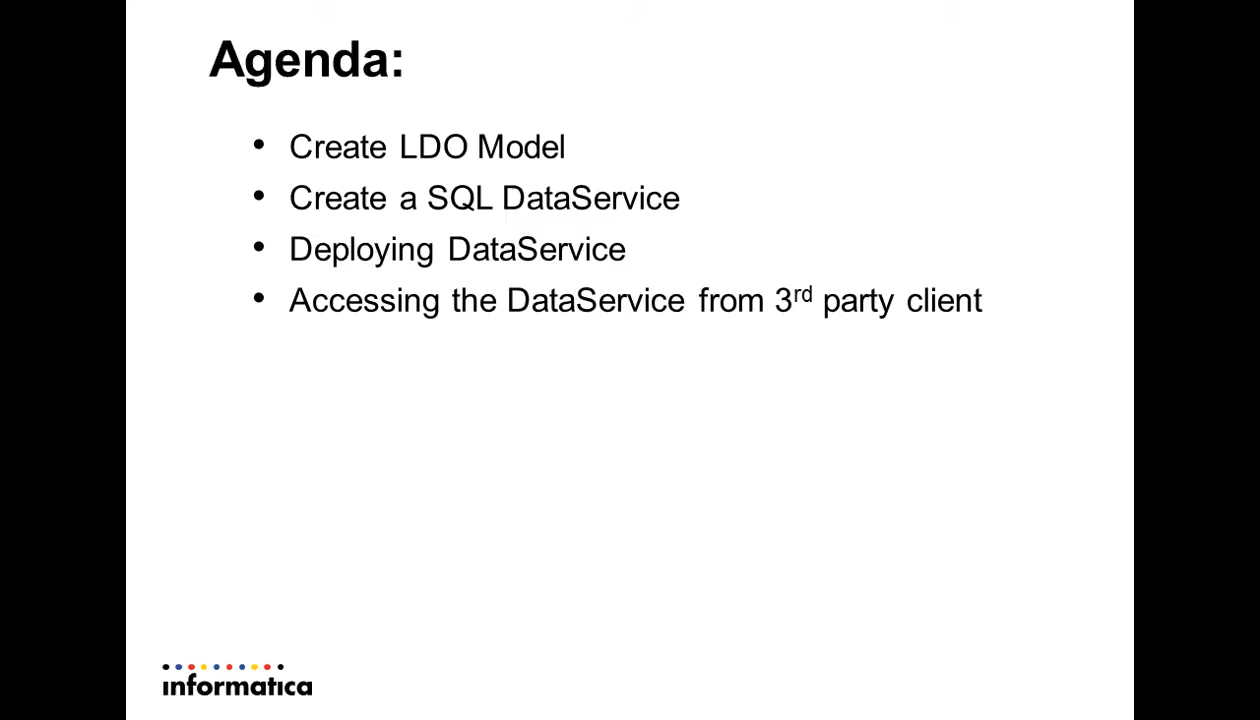 Agenda:
• Create LDO Model
• Create a SQL DataService
• Deploying DataService
• Accessing the DataService from 3rd party client
informatica